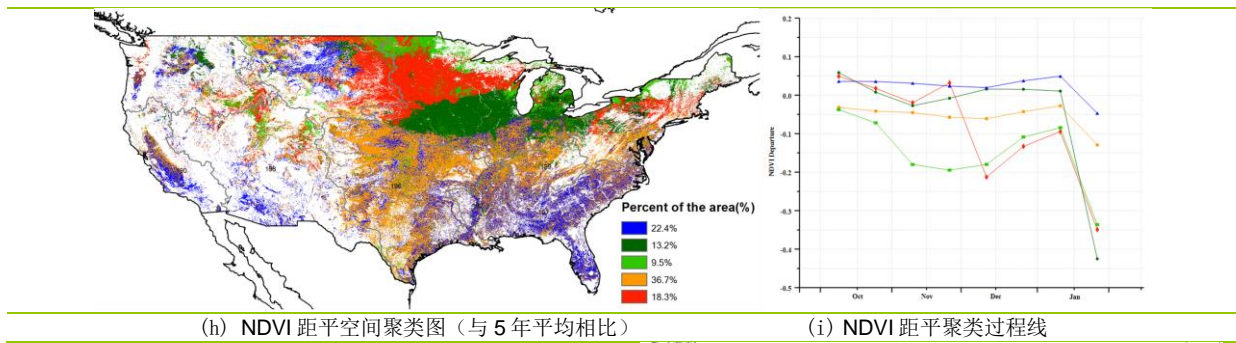 Percent of the area(%)
22.4%
13.2%
9.5%
36.7%
18.3%
196
NDVI Departure
0.2
0.1
0.0
-0.1
-0.2
-0.3
-0.4
-0.5
Oct
Nov
Dec
Jan
(h) NDVI 距平空间聚类图（与 5 年平均相比）
(i) NDVI 距平聚类过程线